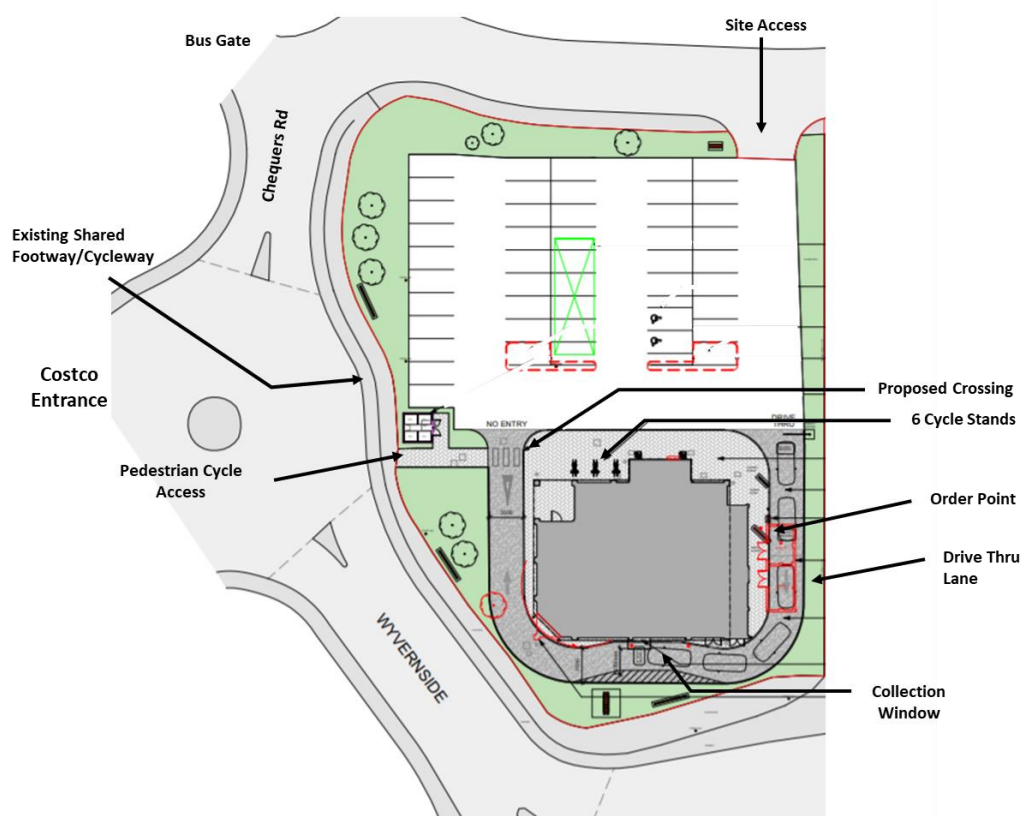 Site Access
Bus Gate
Chequers Rd
Existing Shared
Footway/Cycleway
Costco
Entrance
Proposed Crossing
6 Cycle Stands
NO ENTRY
DRIVE
THRU
Pedestrian Cycle
Access
Order Point
Drive Thru
Lane
WYVERNSIDE
Collection
Window